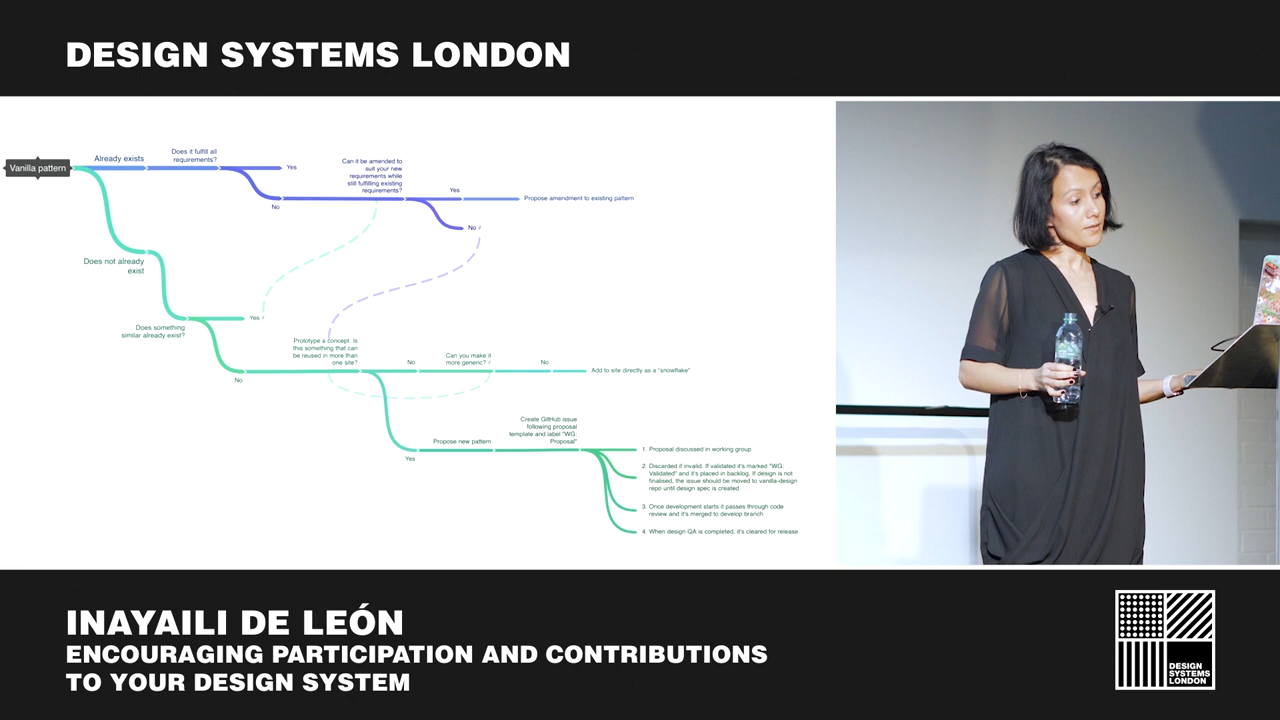 DESIGN SYSTEMS LONDON
Vanilla pattern
Already exists
Does it fulfill all
requirements?
Yes
No
Can it be amended to
suit your new
requirements while
still fulfilling existing
requirements?
Yes
Propose amendment to existing pattern
No
Does not already
exist
Does something
similar already exist?
Yes
No
Prototype a concept. Is
this something that can
be reused in more than
one site?
No
Can you make it
more generic?
No
Add to site directly as a "snowflake"
Yes
Propose new pattern
Create GitHub issue
following proposal
template and label "WG:
Proposal"
1. Proposal discussed in working group
2. Discarded if invalid. If validated it's marked "WG:
Validated" and it's placed in backlog. If design is not
finalised, the issue should be moved to vanilla-design
repo until design spec is created
3. Once development starts it passes through code
review and it's merged to develop branch
4. When design QA is completed, it's cleared for release
INAYAILI DE LEÓN
ENCOURAGING PARTICIPATION AND CONTRIBUTIONS
TO YOUR DESIGN SYSTEM
DESIGN
SYSTEMS
LONDON